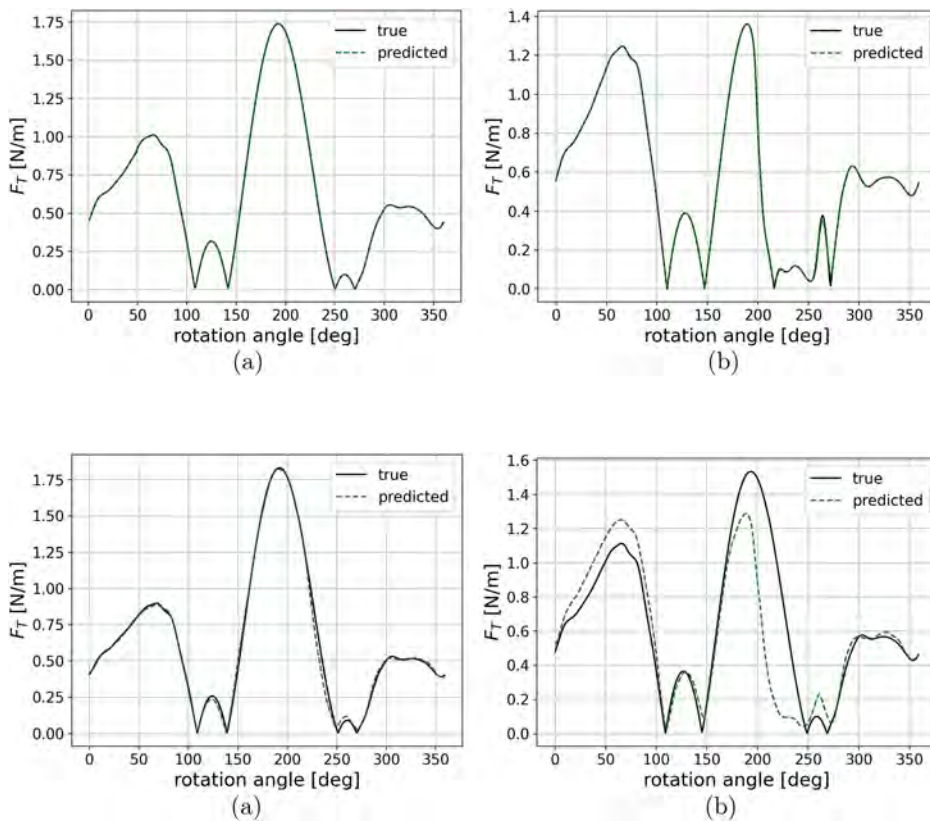 1.75
1.50
1.25
1.00
0.75
0.50
0.25
0.00
F_T [N/m]
true
predicted
0 50 100 150 200 250 300 350
rotation angle [deg]
(a)
1.4
1.2
1.0
0.8
0.6
0.4
0.2
0.0
F_T [N/m]
true
predicted
0 50 100 150 200 250 300 350
rotation angle [deg]
(b)
1.75
1.50
1.25
1.00
0.75
0.50
0.25
0.00
F_T [N/m]
true
predicted
0 50 100 150 200 250 300 350
rotation angle [deg]
(a)
1.6
1.4
1.2
1.0
0.8
0.6
0.4
0.2
0.0
F_T [N/m]
true
predicted
0 50 100 150 200 250 300 350
rotation angle [deg]
(b)